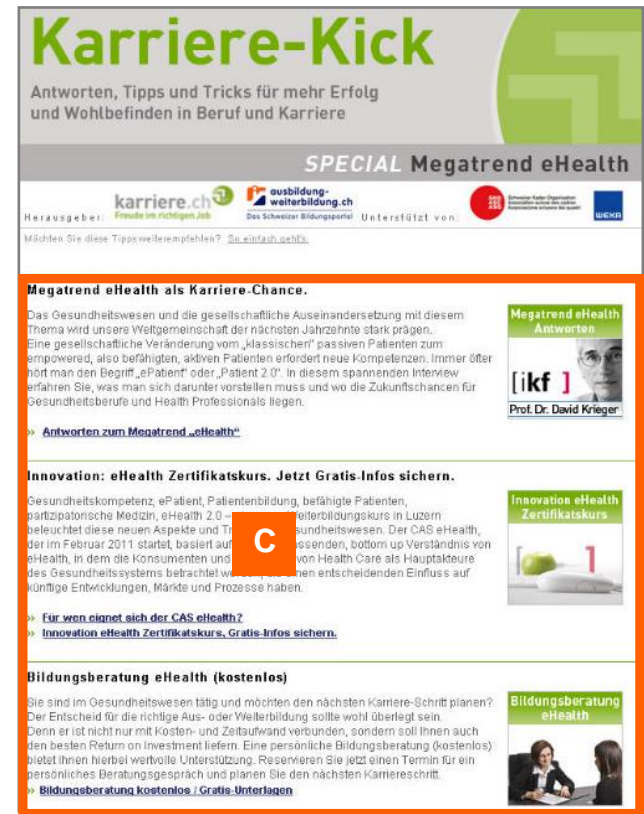 Karriere-Kick
Antworten, Tipps und Tricks für mehr Erfolg
und Wohlbefinden in Beruf und Karriere
SPECIAL Megatrend eHealth
Herausgeber: karriere.ch Freude im richtigen Job ausbildung-weiterbildung.ch Das Schweizer Bildungsportal Unterstützt von: SKO ASC ASQ Schweizer Kader Organisation WEKA
Möchten Sie diese Tipps weiterempfehlen? So einfach geht's.
Megatrend eHealth als Karriere-Chance.
Das Gesundheitswesen und die gesellschaftliche Auseinandersetzung mit diesem
Thema wird unsere Weltgemeinschaft der nächsten Jahrzehnte stark prägen.
Eine gesellschaftliche Veränderung vom „klassischen" passiven Patienten zum
empowered, also befähigten, aktiven Patienten erfordert neue Kompetenzen. Immer öfter
hört man den Begriff „ePatient" oder „Patient 2.0". In diesem spannenden Interview
erfahren Sie, was man sich darunter vorstellen muss und wo die Zukunftschancen für
Gesundheitsberufe und Health Professionals liegen.
» Antworten zum Megatrend „eHealth"
Megatrend eHealth
Antworten
[ikf ]
Prof. Dr. David Krieger
Innovation: eHealth Zertifikatskurs. Jetzt Gratis-Infos sichern.
Gesundheitskompetenz, ePatient, Patientenbildung, befähigte Patienten,
partizipatorische Medizin, eHealth 2.0 – eiterbildungskurs in Luzern
beleuchtet diese neuen Aspekte und Tr sundheitswesen. Der CAS eHealth,
der im Februar 2011 startet, basiert auf ssenden, bottom up Verständnis von
eHealth, in dem die Konsumenten und von Health Care als Hauptakteure
des Gesundheitssystems betrachtet w nen entscheidenden Einfluss auf
künftige Entwicklungen, Märkte und Prozesse haben.
C
» Für wen eignet sich der CAS eHealth?
» Innovation eHealth Zertifikatskurs, Gratis-Infos sichern.
Innovation eHealth
Zertifikatskurs
[ ]
Bildungsberatung eHealth (kostenlos)
Sie sind im Gesundheitswesen tätig und möchten den nächsten Karriere-Schritt planen?
Der Entscheid für die richtige Aus- oder Weiterbildung sollte wohl überlegt sein.
Denn er ist nicht nur mit Kosten- und Zeitaufwand verbunden, sondern soll Ihnen auch
den besten Return on Investment liefern. Eine persönliche Bildungsberatung (kostenlos)
bietet Ihnen hierbei wertvolle Unterstützung. Reservieren Sie jetzt einen Termin für ein
persönliches Beratungsgespräch und planen Sie den nächsten Karriereschritt.
» Bildungsberatung kostenlos / Gratis-Unterlagen
Bildungsberatung
eHealth